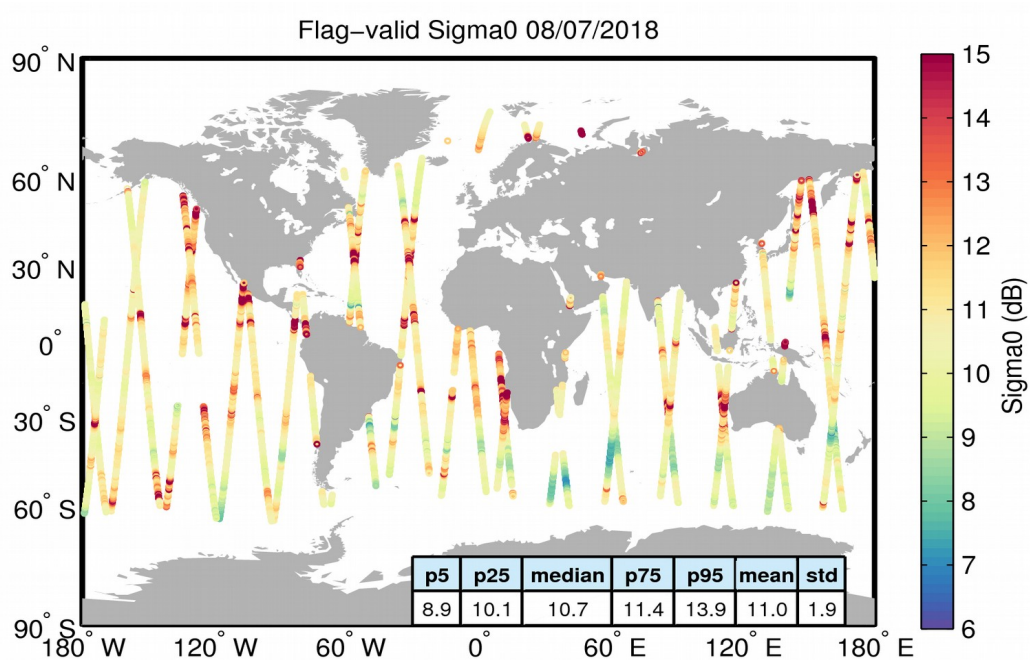 Flag−valid Sigma0 08/07/2018
90° N
60° N
30° N
0°
30° S
60° S
90° S
180° W 120° W 60° W 0° 60° E 120° E 180° E
p5 p25 median p75 p95 mean std
8.9 10.1 10.7 11.4 13.9 11.0 1.9
15
14
13
12
11
10
9
8
7
6
Sigma0 (dB)